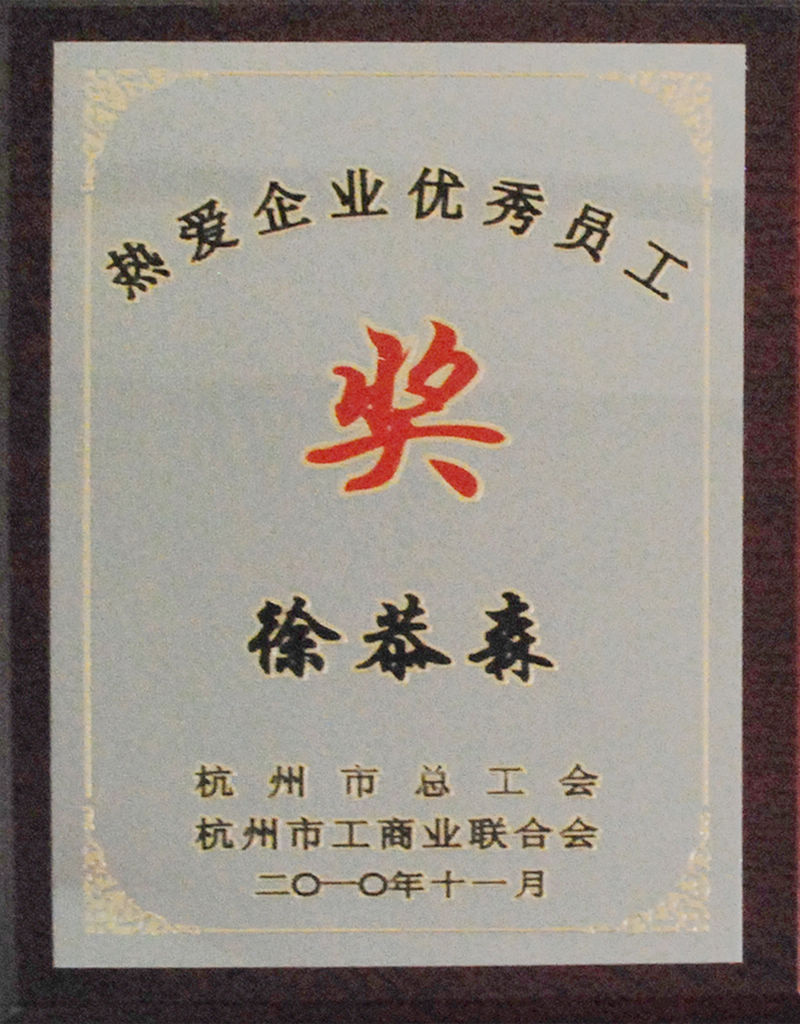 热爱企业优秀员工
奖
徐恭森
杭州市总工会
杭州市工商业联合会
二〇一〇年十一月